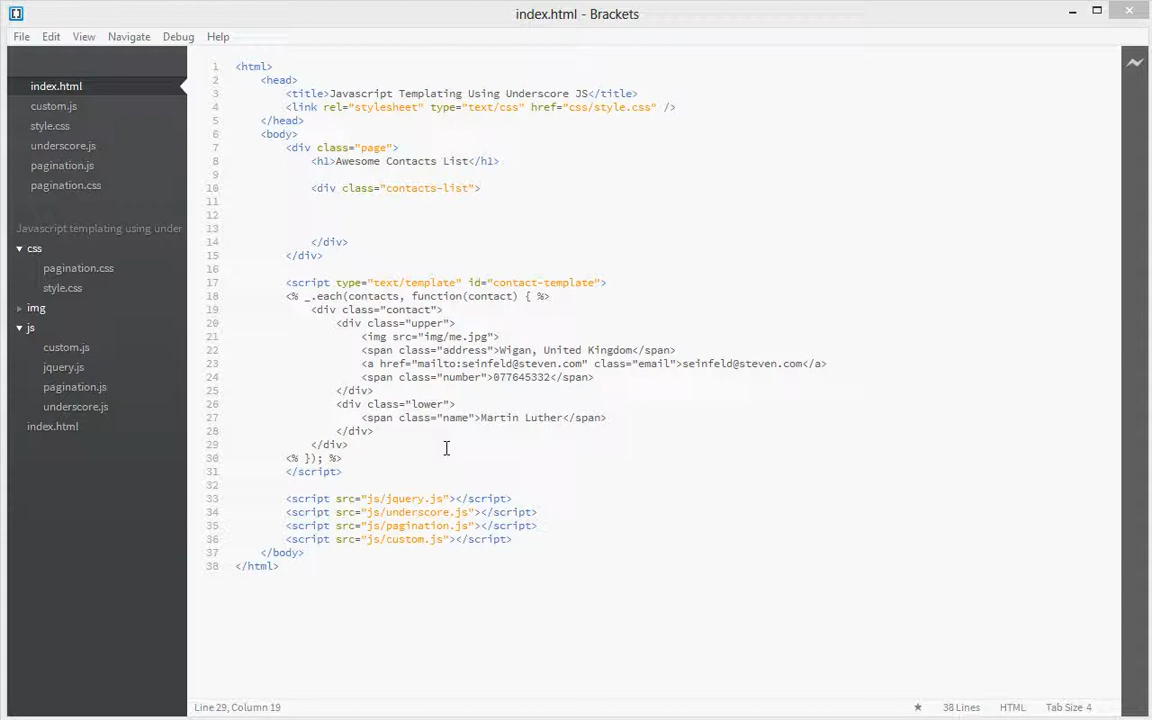 index.html - Brackets
File Edit View Navigate Debug Help
index.html
custom.js
style.css
underscore.js
pagination.js
pagination.css
Javascript templating using under
css
pagination.css
style.css
img
js
custom.js
jquery.js
pagination.js
underscore.js
index.html
1 <html>
2 <head>
3 <title>Javascript Templating Using Underscore JS</title>
4 <link rel="stylesheet" type="text/css" href="css/style.css" />
5 </head>
6 <body>
7 <div class="page">
8 <h1>Awesome Contacts List</h1>
9
10 <div class="contacts-list">
11
12
13
14 </div>
15 </div>
16
17 <script type="text/template" id="contact-template">
18 <% _.each(contacts, function(contact) { %>
19 <div class="contact">
20 <div class="upper">
21 <img src="img/me.jpg">
22 <span class="address">Wigan, United Kingdom</span>
23 <a href="mailto:seinfeld@steven.com" class="email">seinfeld@steven.com</a>
24 <span class="number">077645332</span>
25 </div>
26 <div class="lower">
27 <span class="name">Martin Luther</span>
28 </div>
29 </div>
30 <% }); %>
31 </script>
32
33 <script src="js/jquery.js"></script>
34 <script src="js/underscore.js"></script>
35 <script src="js/pagination.js"></script>
36 <script src="js/custom.js"></script>
37 </body>
38 </html>
Line 29, Column 19
38 Lines HTML Tab Size 4